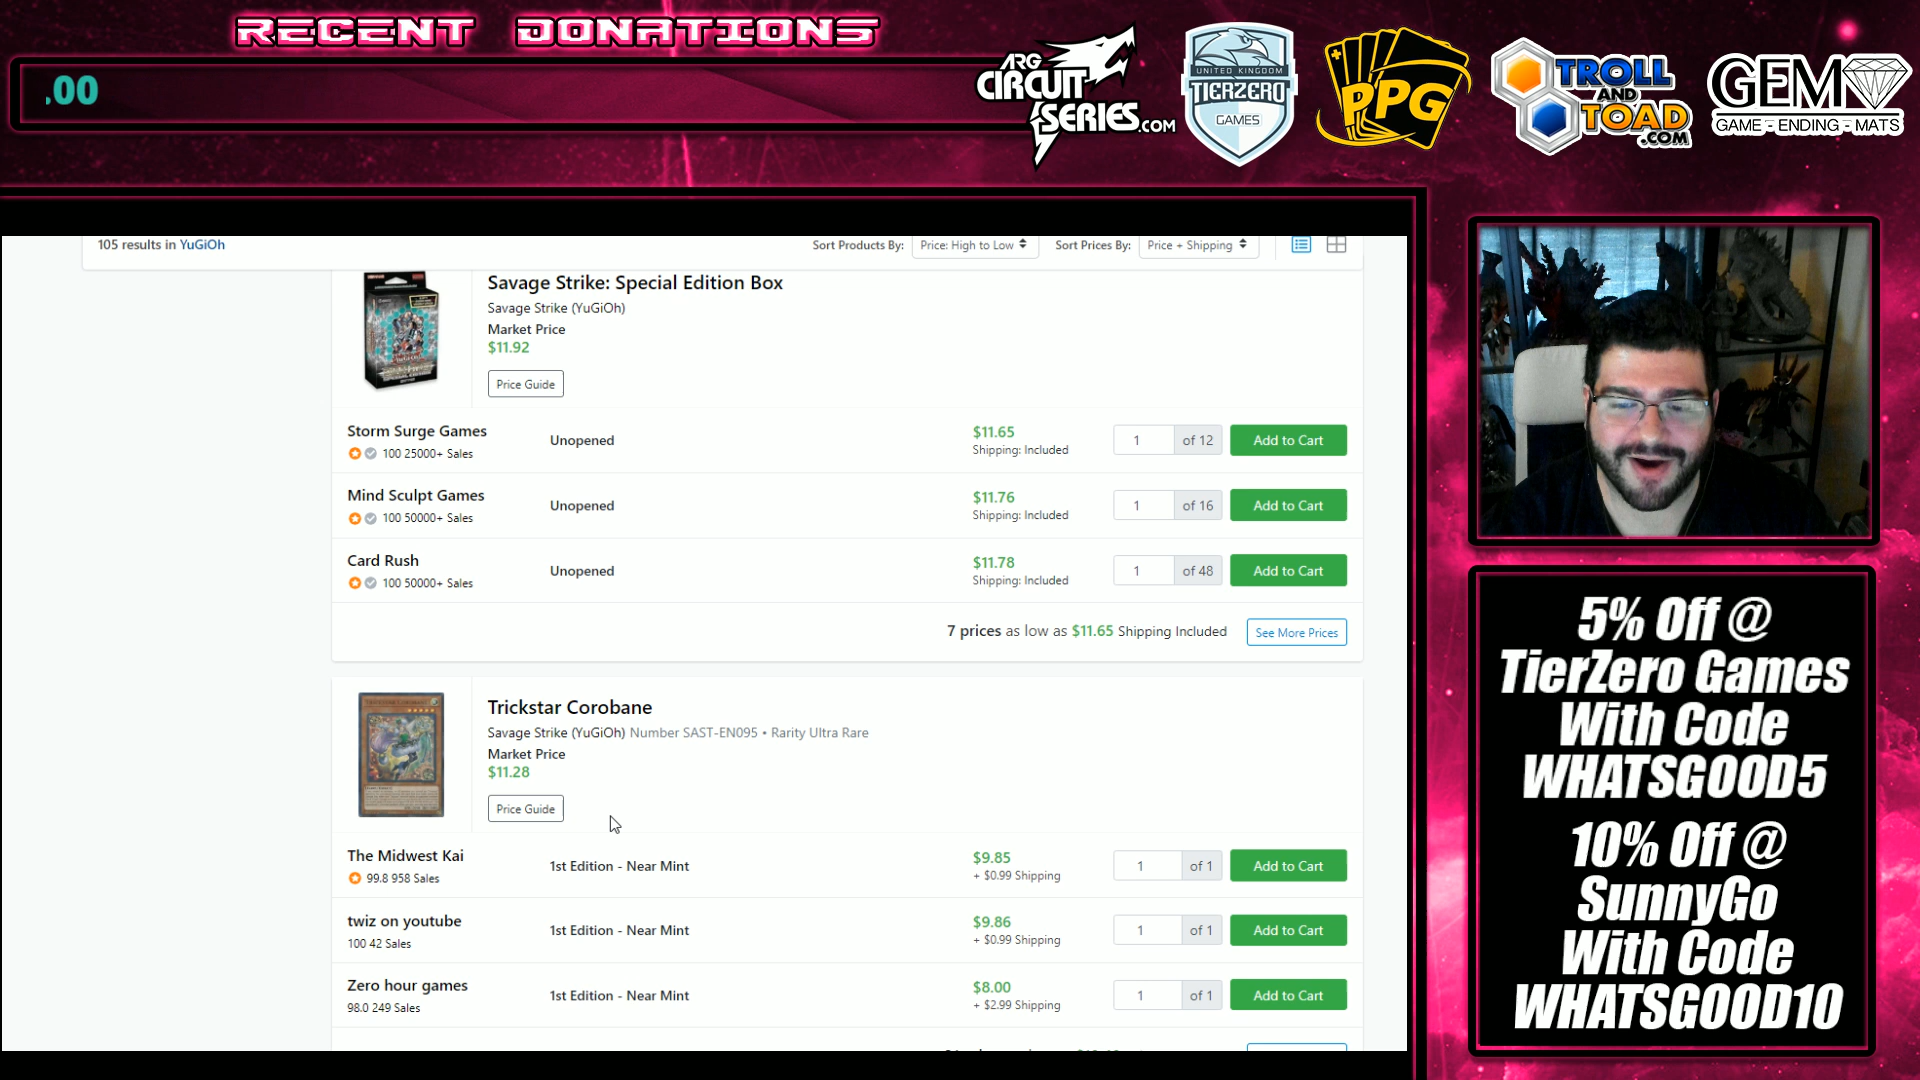 RECENT DONATIONS
.00
ARG
CIRCUIT
SERIES.COM
UNITED KINGDOM
TIERZERO
GAMES
PPG
TROLL
AND
TOAD
.COM
GEM
GAME - ENDING - MATS
105 results in YuGiOh
Sort Products By: Price: High to Low
Sort Prices By: Price + Shipping
Savage Strike: Special Edition Box
Savage Strike (YuGiOh)
Market Price
$11.92
Price Guide
Storm Surge Games
100 25000+ Sales
Unopened
$11.65
Shipping: Included
1 of 12
Add to Cart
Mind Sculpt Games
100 50000+ Sales
Unopened
$11.76
Shipping: Included
1 of 16
Add to Cart
Card Rush
100 50000+ Sales
Unopened
$11.78
Shipping: Included
1 of 48
Add to Cart
7 prices as low as $11.65 Shipping Included
See More Prices
Trickstar Corobane
Savage Strike (YuGiOh) Number SAST-EN095 • Rarity Ultra Rare
Market Price
$11.28
Price Guide
The Midwest Kai
99.8 958 Sales
1st Edition - Near Mint
$9.85
+ $0.99 Shipping
1 of 1
Add to Cart
twiz on youtube
100 42 Sales
1st Edition - Near Mint
$9.86
+ $0.99 Shipping
1 of 1
Add to Cart
Zero hour games
98.0 249 Sales
1st Edition - Near Mint
$8.00
+ $2.99 Shipping
1 of 1
Add to Cart
5% Off @
TierZero Games
With Code
WHATSGOOD5
10% Off @
SunnyGo
With Code
WHATSGOOD10